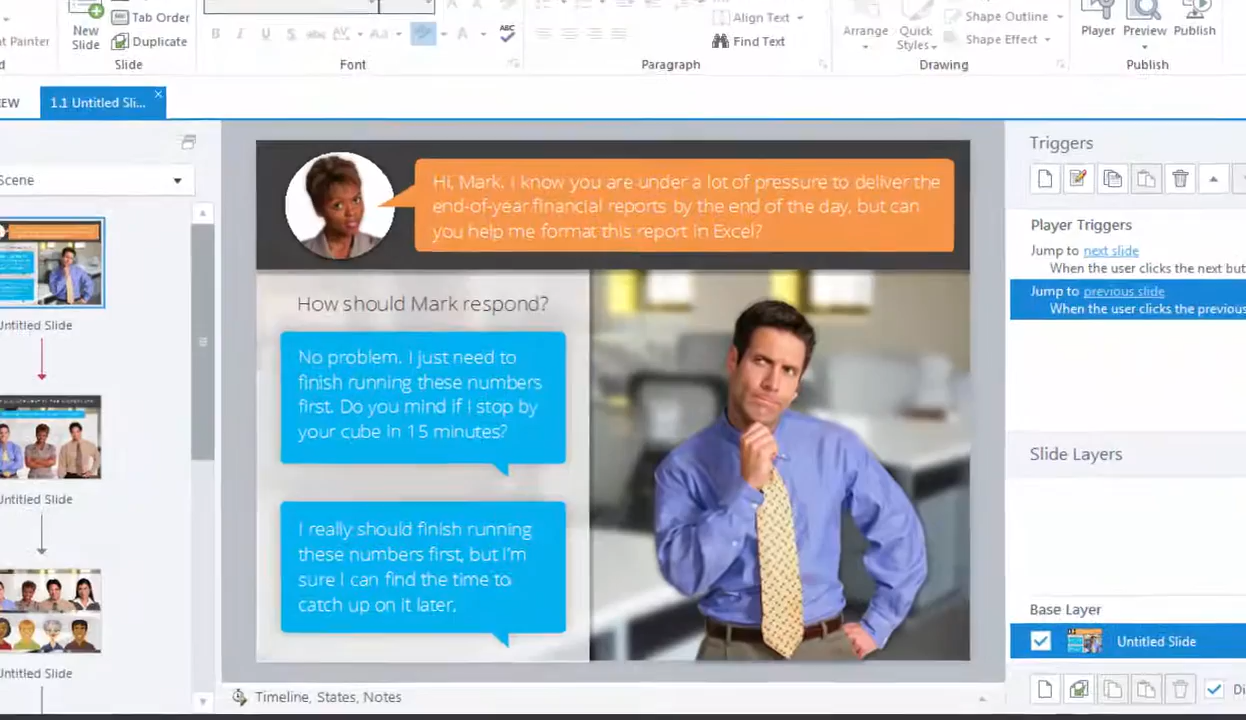 Tab Order
New
Slide
Duplicate
t Painter
Slide
B I U S abc AV Aa A ABC
Font
Align Text
Find Text
Paragraph
Arrange
Quick
Styles
Shape Outline
Shape Effect
Drawing
Player
Preview
Publish
Publish
EW
1.1 Untitled Sli...
Scene
Untitled Slide
Untitled Slide
Untitled Slide
Hi, Mark. I know you are under a lot of pressure to deliver the
end-of-year financial reports by the end of the day, but can
you help me format this report in Excel?
How should Mark respond?
No problem. I just need to
finish running these numbers
first. Do you mind if I stop by
your cube in 15 minutes?
I really should finish running
these numbers first, but I'm
sure I can find the time to
catch up on it later.
Timeline, States, Notes
Triggers
Player Triggers
Jump to next slide
When the user clicks the next but
Jump to previous slide
When the user clicks the previous
Slide Layers
Base Layer
Untitled Slide
Di